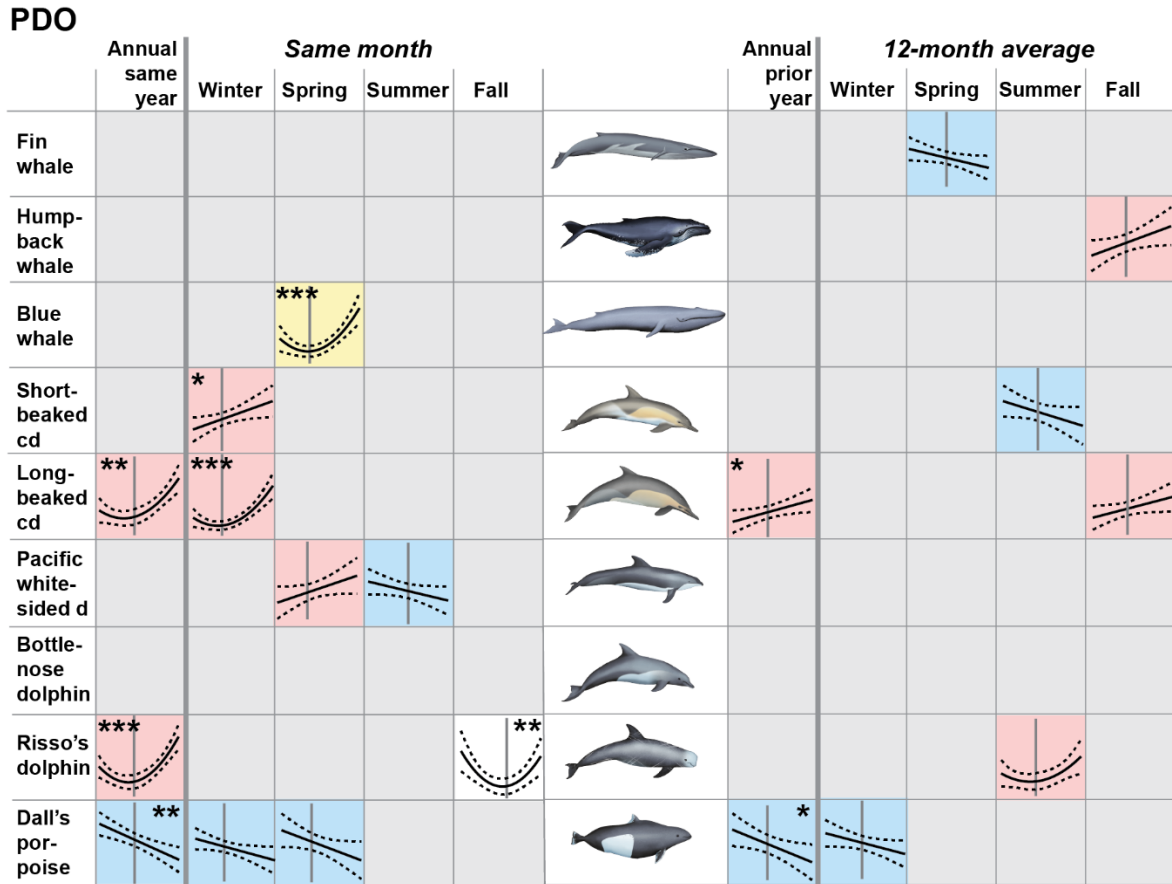 PDO
Annual same year
Same month
Winter
Spring
Summer
Fall
Annual prior year
12-month average
Winter
Spring
Summer
Fall
Fin
whale
Hump-
back
whale
Blue
whale
***
Short-
beaked
cd
*
Long-
beaked
cd
**
***
*
Pacific
white-
sided d
Bottle-
nose
dolphin
Risso's
dolphin
***
**
Dall's
por-
poise
**
*